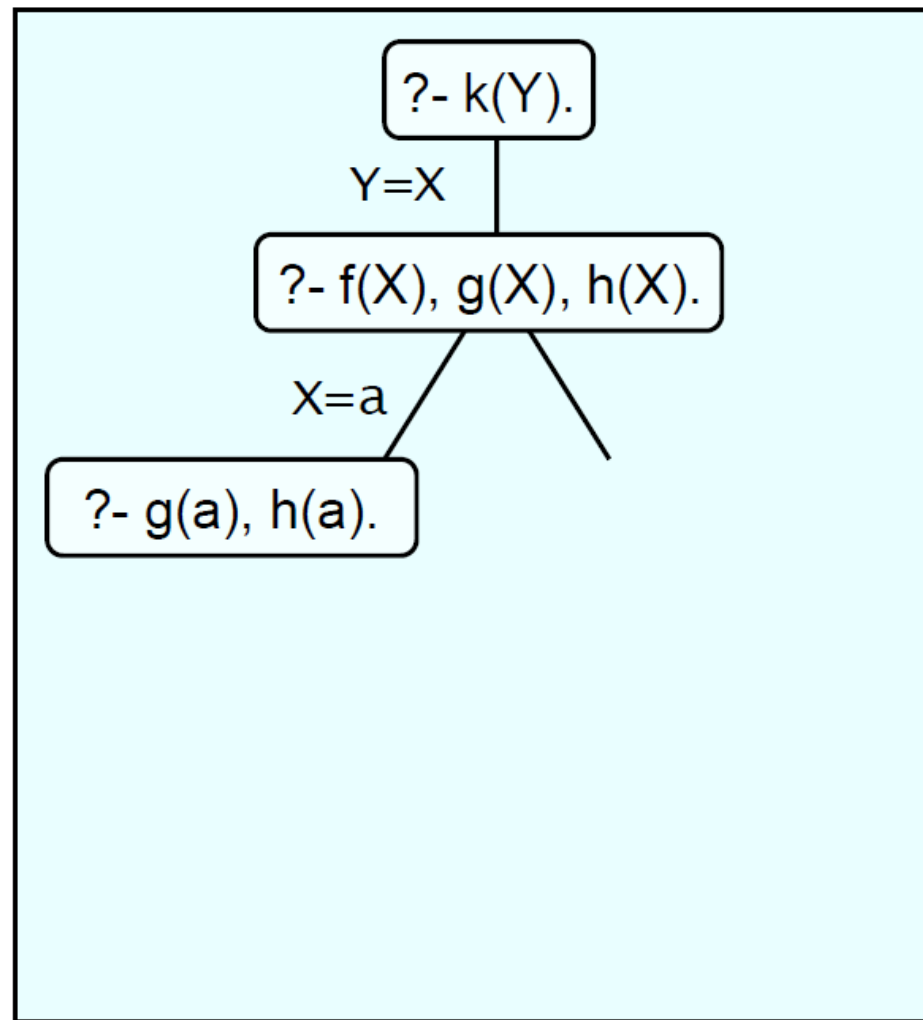 ?- k(Y).
Y=X
?- f(X), g(X), h(X).
X=a
?- g(a), h(a).